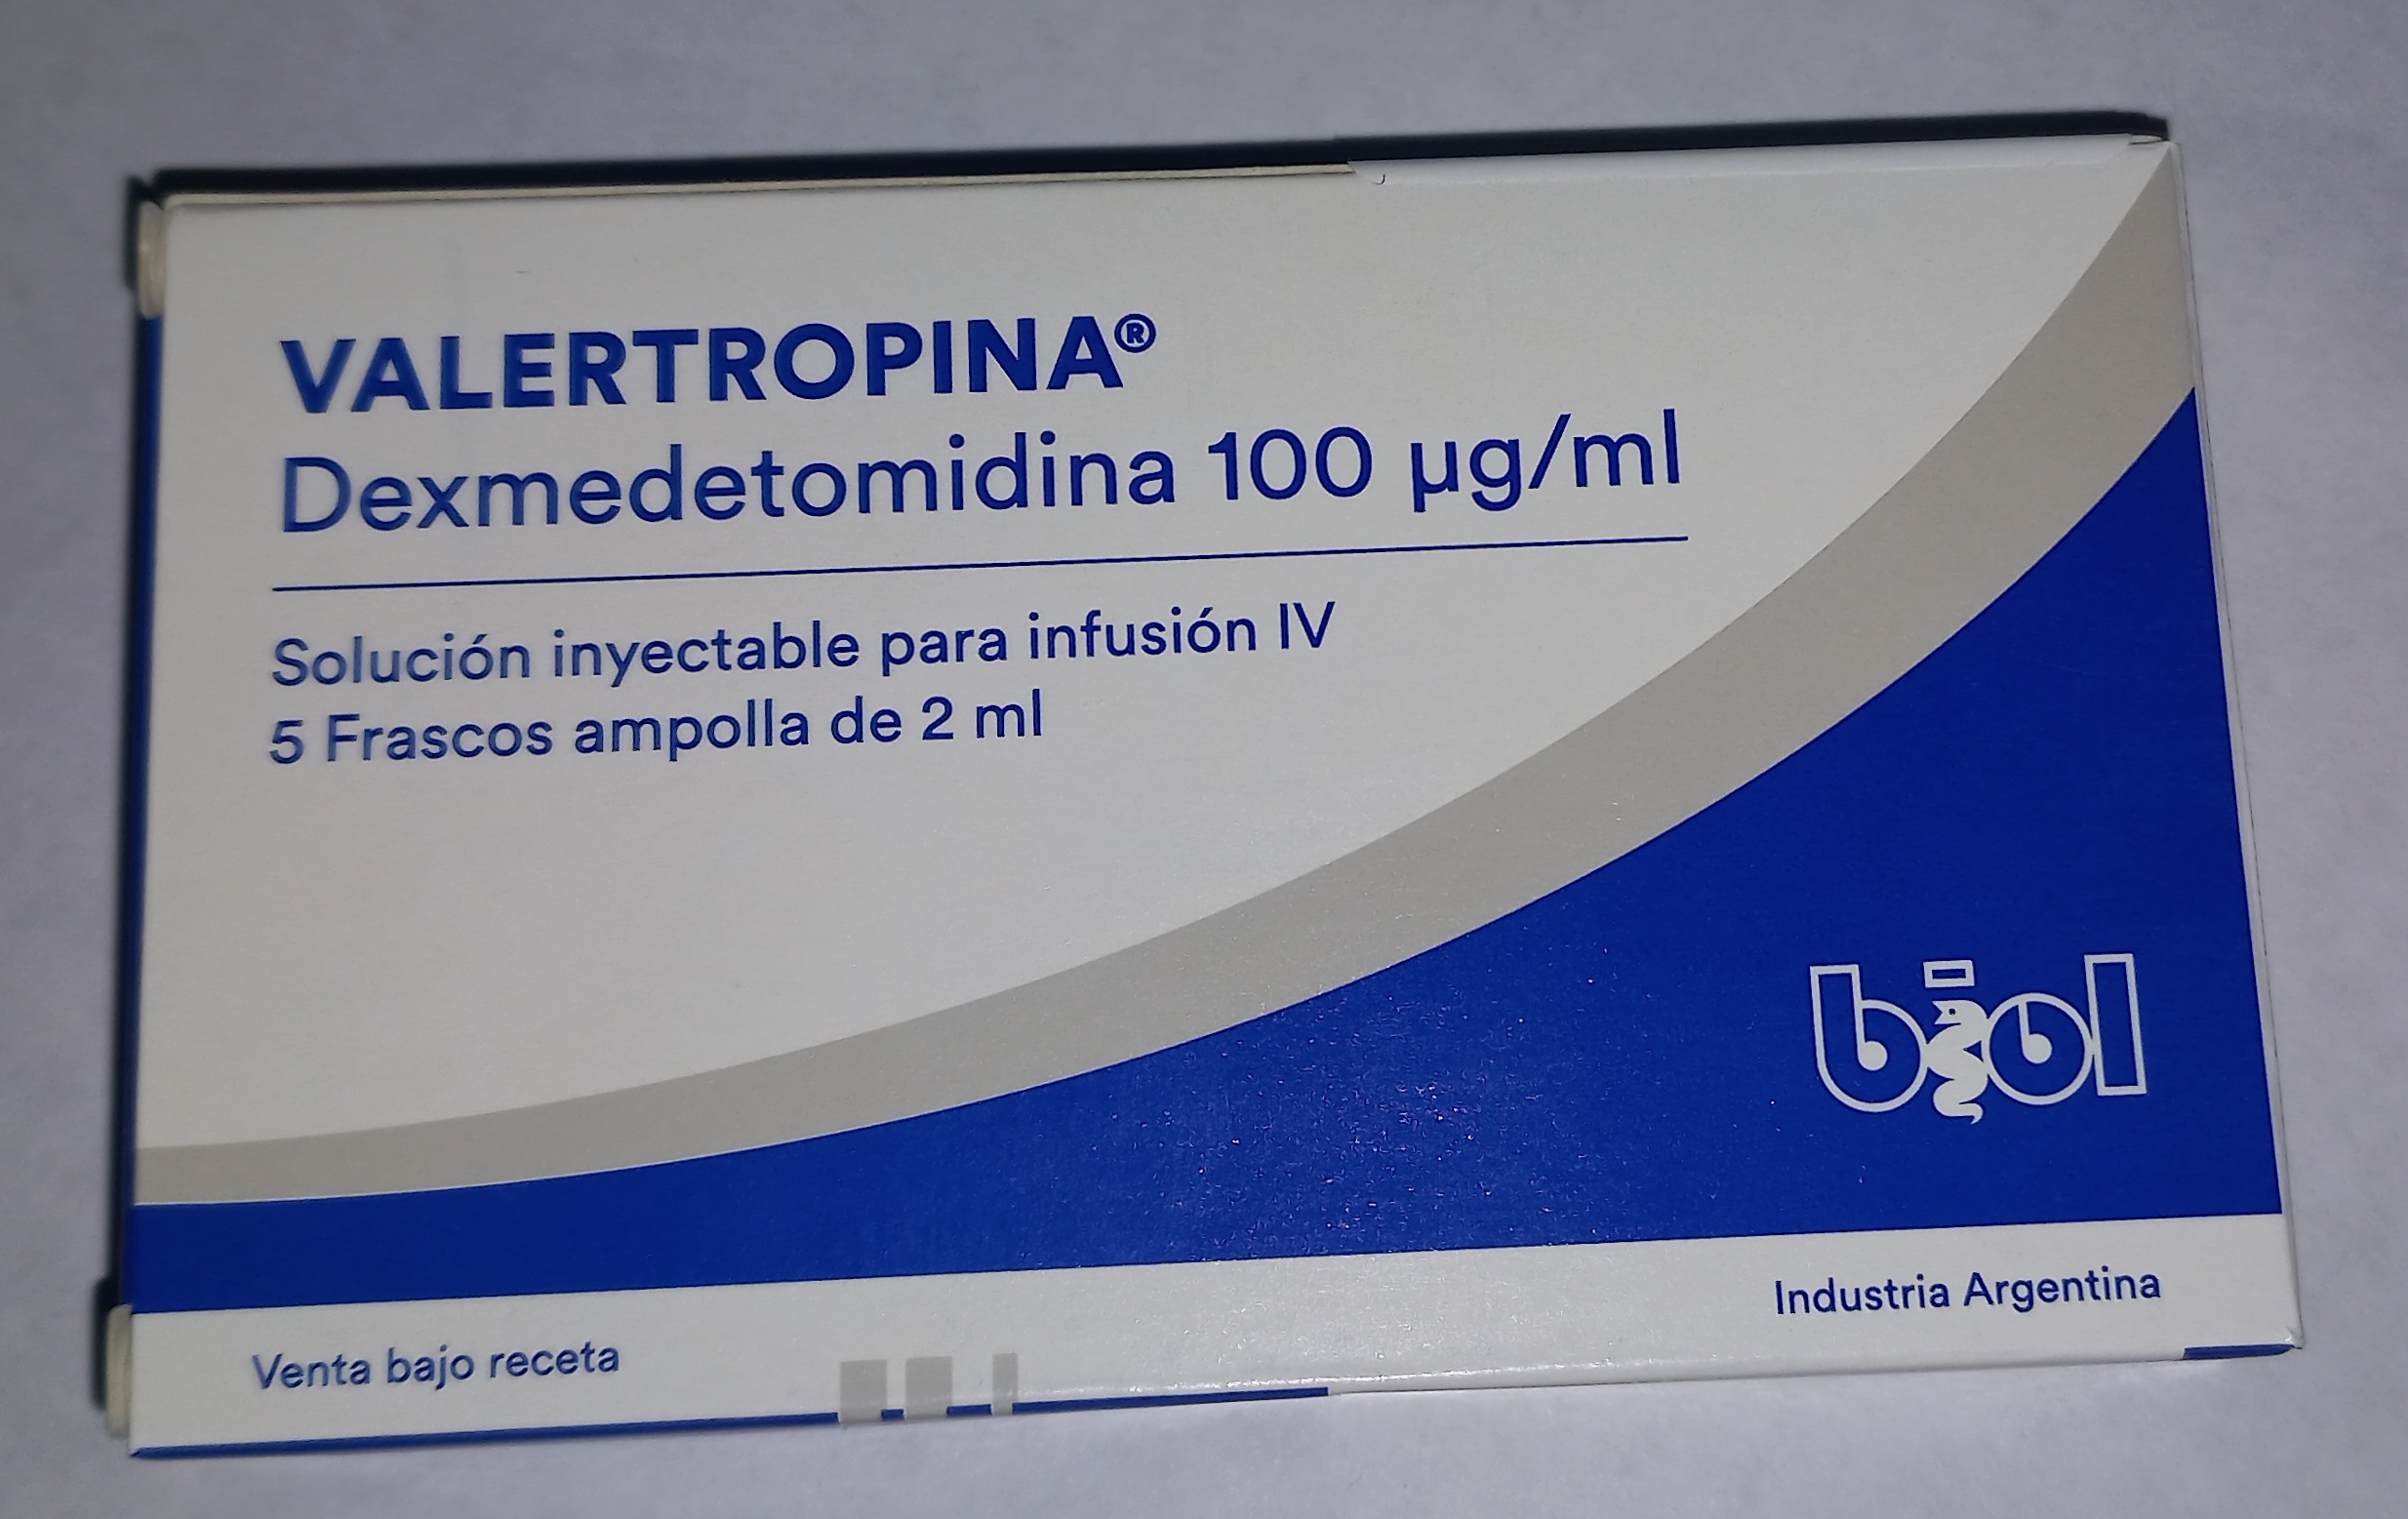 VALERTROPINA®
Dexmedetomidina 100 µg/ml
Solución inyectable para infusión IV
5 Frascos ampolla de 2 ml
biol
Industria Argentina
Venta bajo receta